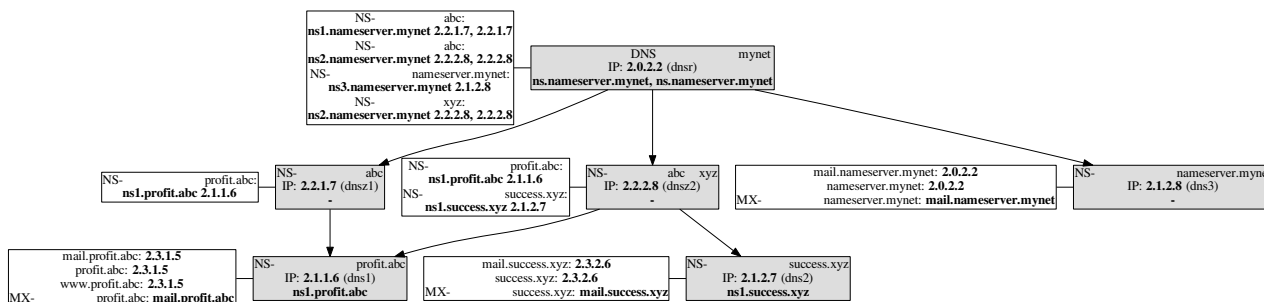 NS- abc:
ns1.nameserver.mynet 2.2.1.7, 2.2.1.7
NS- abc:
ns2.nameserver.mynet 2.2.2.8, 2.2.2.8
NS- nameserver.mynet:
ns3.nameserver.mynet 2.1.2.8
NS- xyz:
ns2.nameserver.mynet 2.2.2.8, 2.2.2.8
DNS mynet
IP: 2.0.2.2 (dnsr)
ns.nameserver.mynet, ns.nameserver.mynet
NS- profit.abc:
ns1.profit.abc 2.1.1.6
NS- abc
IP: 2.2.1.7 (dnsz1)
-
NS- profit.abc:
ns1.profit.abc 2.1.1.6
NS- success.xyz:
ns1.success.xyz 2.1.2.7
NS- abc xyz
IP: 2.2.2.8 (dnsz2)
-
mail.nameserver.mynet: 2.0.2.2
nameserver.mynet: 2.0.2.2
MX- nameserver.mynet: mail.nameserver.mynet
NS- nameserver.myne
IP: 2.1.2.8 (dns3)
-
mail.profit.abc: 2.3.1.5
profit.abc: 2.3.1.5
www.profit.abc: 2.3.1.5
MX- profit.abc: mail.profit.abc
NS- profit.abc
IP: 2.1.1.6 (dns1)
ns1.profit.abc
mail.success.xyz: 2.3.2.6
success.xyz: 2.3.2.6
MX- success.xyz: mail.success.xyz
NS- success.xyz
IP: 2.1.2.7 (dns2)
ns1.success.xyz